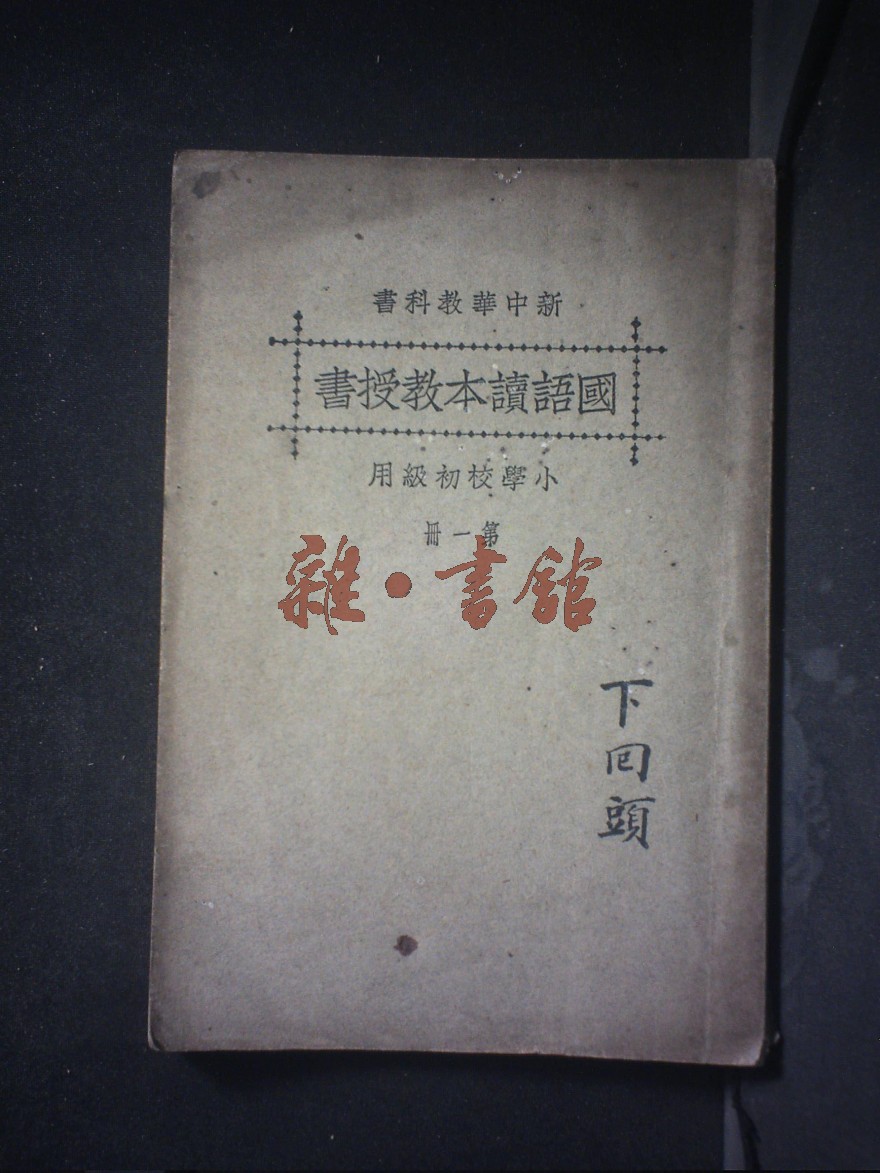 新中華教科書
國語讀本教授書
小學校初級用
第一冊
雜·書館
下回頭